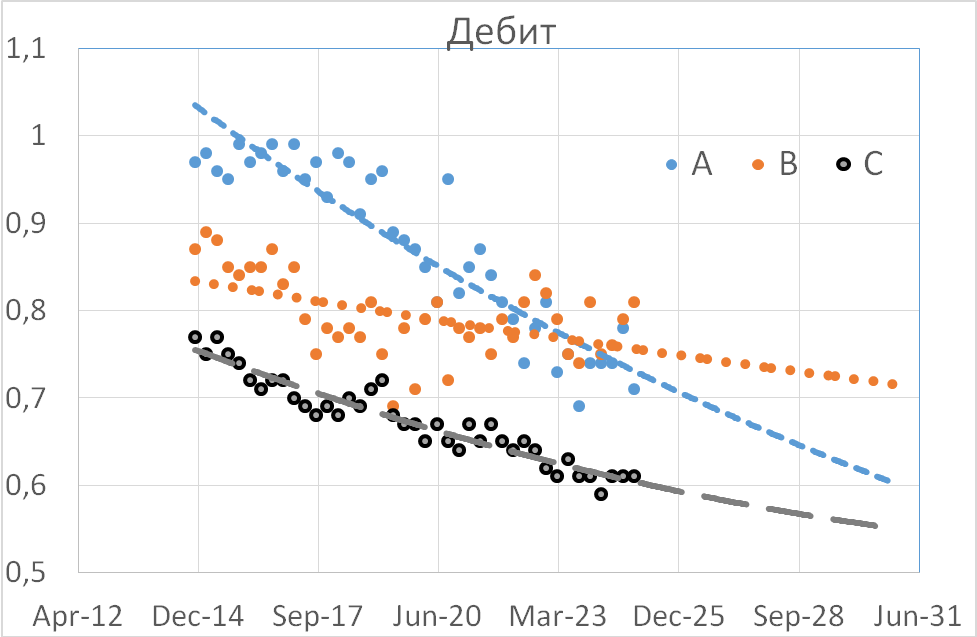 Дебит
1,1
1
0,9
0,8
0,7
0,6
0,5
A B C
Apr-12 Dec-14 Sep-17 Jun-20 Mar-23 Dec-25 Sep-28 Jun-31